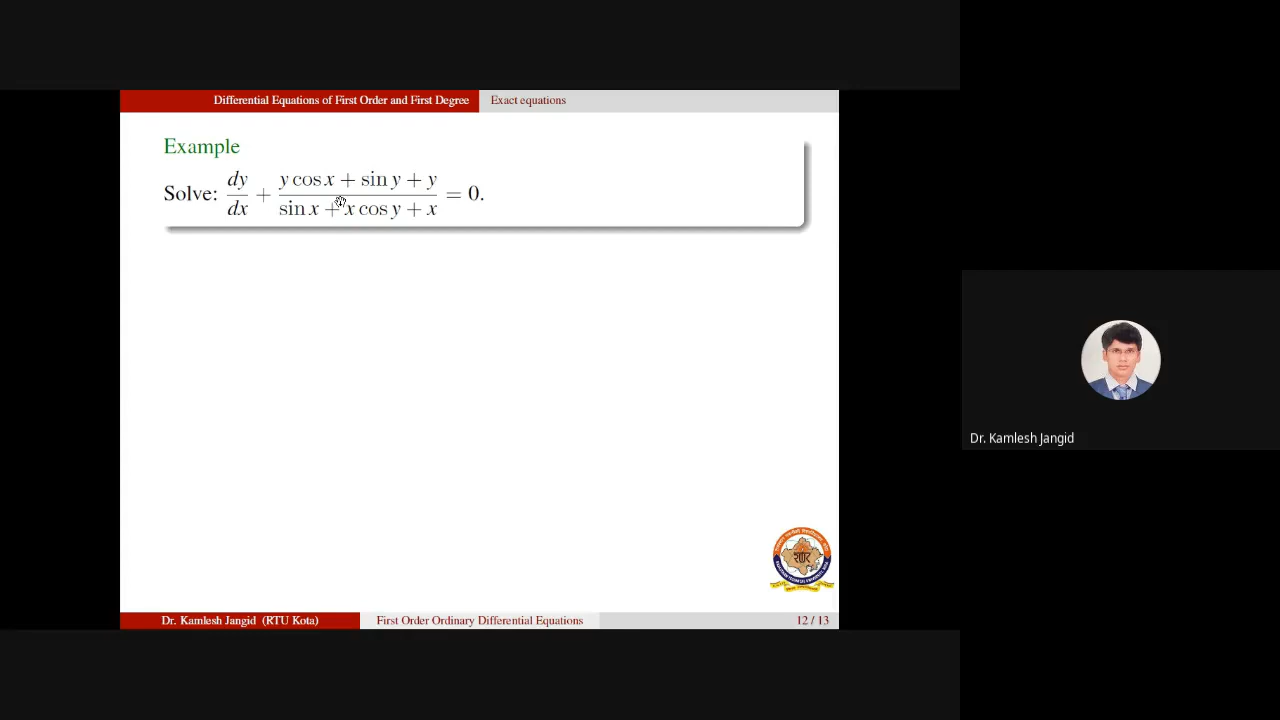 Differential Equations of First Order and First Degree Exact equations
Example
Solve: dy/dx + (y cos x + sin y + y)/(sin x + x cos y + x) = 0.
Dr. Kamlesh Jangid
Dr. Kamlesh Jangid (RTU Kota) First Order Ordinary Differential Equations 12 / 13